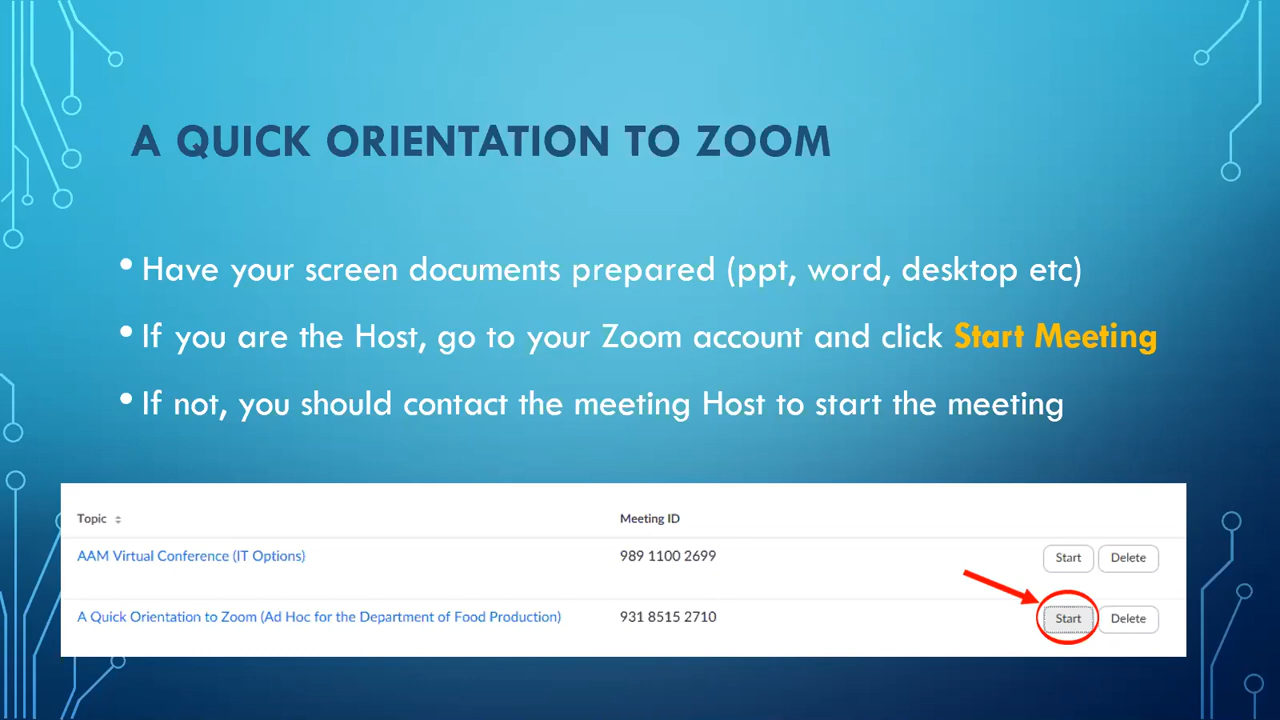 A QUICK ORIENTATION TO ZOOM
• Have your screen documents prepared (ppt, word, desktop etc)
• If you are the Host, go to your Zoom account and click Start Meeting
• If not, you should contact the meeting Host to start the meeting
Topic Meeting ID
AAM Virtual Conference (IT Options) 989 1100 2699 Start Delete
A Quick Orientation to Zoom (Ad Hoc for the Department of Food Production) 931 8515 2710 Start Delete